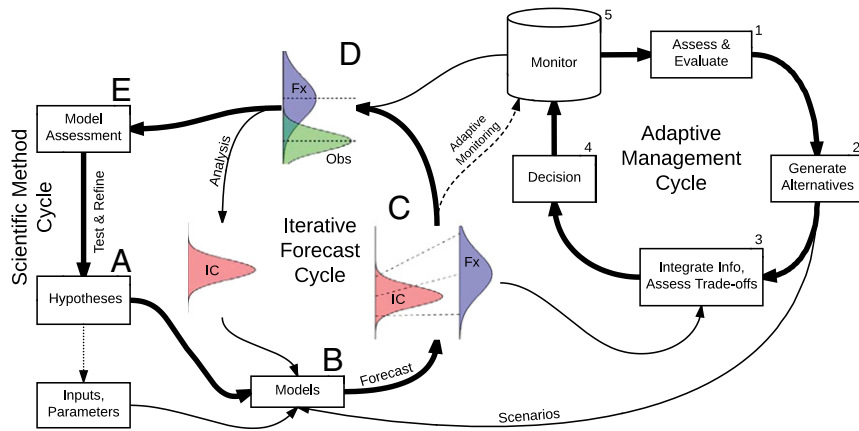 5
1
Monitor
Assess &
Evaluate
D
Fx
Obs
E
Model
Assessment
Scientific Method
Cycle
Test & Refine
Analysis
Adaptive
Monitoring
4
Decision
Adaptive
Management
Cycle
2
Generate
Alternatives
A
Hypotheses
IC
Iterative
Forecast
Cycle
C
IC
Fx
3
Integrate Info,
Assess Trade-offs
B
Models
Forecast
Inputs,
Parameters
Scenarios